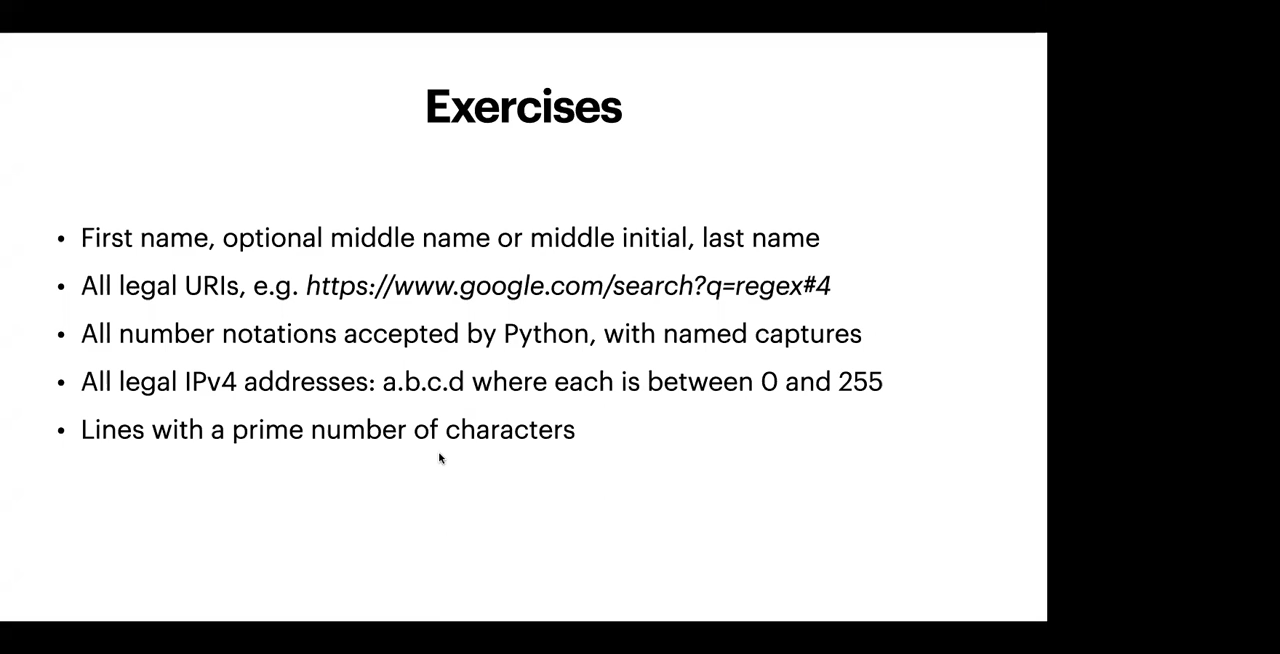 Exercises
• First name, optional middle name or middle initial, last name
• All legal URIs, e.g. https://www.google.com/search?q=regex#4
• All number notations accepted by Python, with named captures
• All legal IPv4 addresses: a.b.c.d where each is between 0 and 255
• Lines with a prime number of characters